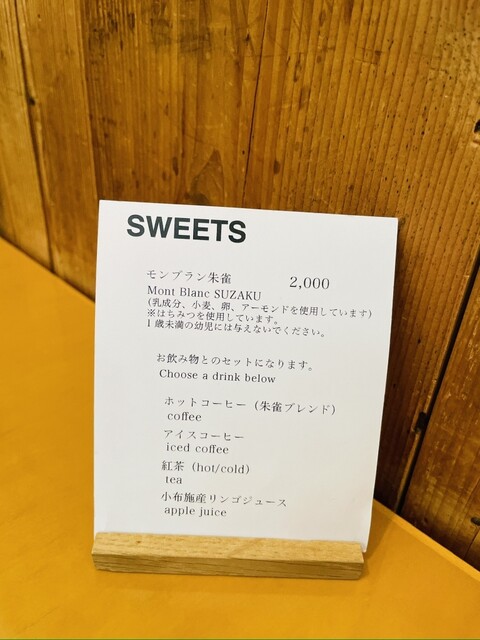 SWEETS
モンブラン朱雀 2,000
Mont Blanc SUZAKU
(乳成分、小麦、卵、アーモンドを使用しています)
※はちみつを使用しています。
1歳未満の幼児には与えないでください。
お飲み物とのセットになります。
Choose a drink below
ホットコーヒー（朱雀ブレンド）
coffee
アイスコーヒー
iced coffee
紅茶（hot/cold）
tea
小布施産リンゴジュース
apple juice